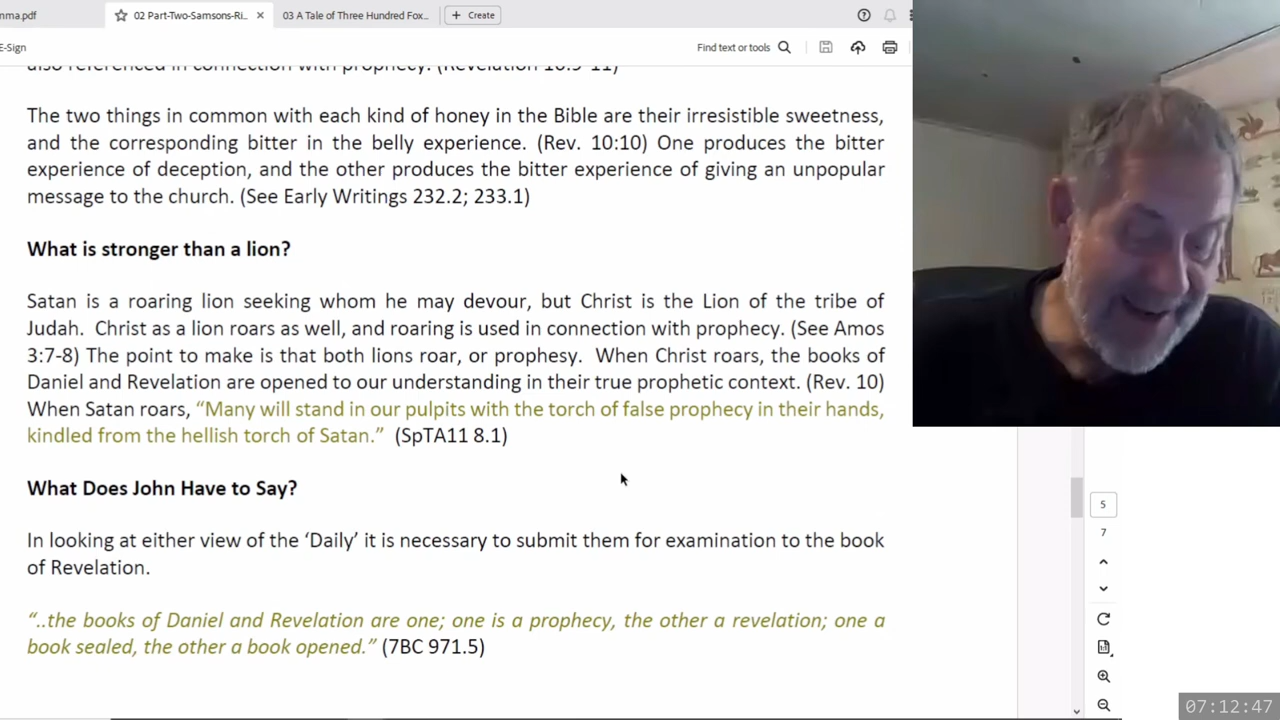 mma.pdf
02 Part-Two-Samsons-Ri...
03 A Tale of Three Hundred Fox...
Create
E-Sign
Find text or tools
also referenced in connection with prophecy. (Revelation
The two things in common with each kind of honey in the Bible are their irresistible sweetness,
and the corresponding bitter in the belly experience. (Rev. 10:10) One produces the bitter
experience of deception, and the other produces the bitter experience of giving an unpopular
message to the church. (See Early Writings 232.2; 233.1)
What is stronger than a lion?
Satan is a roaring lion seeking whom he may devour, but Christ is the Lion of the tribe of
Judah. Christ as a lion roars as well, and roaring is used in connection with prophecy. (See Amos
3:7-8) The point to make is that both lions roar, or prophesy. When Christ roars, the books of
Daniel and Revelation are opened to our understanding in their true prophetic context. (Rev. 10)
When Satan roars, “Many will stand in our pulpits with the torch of false prophecy in their hands,
kindled from the hellish torch of Satan.” (SpTA11 8.1)
What Does John Have to Say?
In looking at either view of the ‘Daily’ it is necessary to submit them for examination to the book
of Revelation.
“..the books of Daniel and Revelation are one; one is a prophecy, the other a revelation; one a
book sealed, the other a book opened.” (7BC 971.5)
5
7
07:12:47